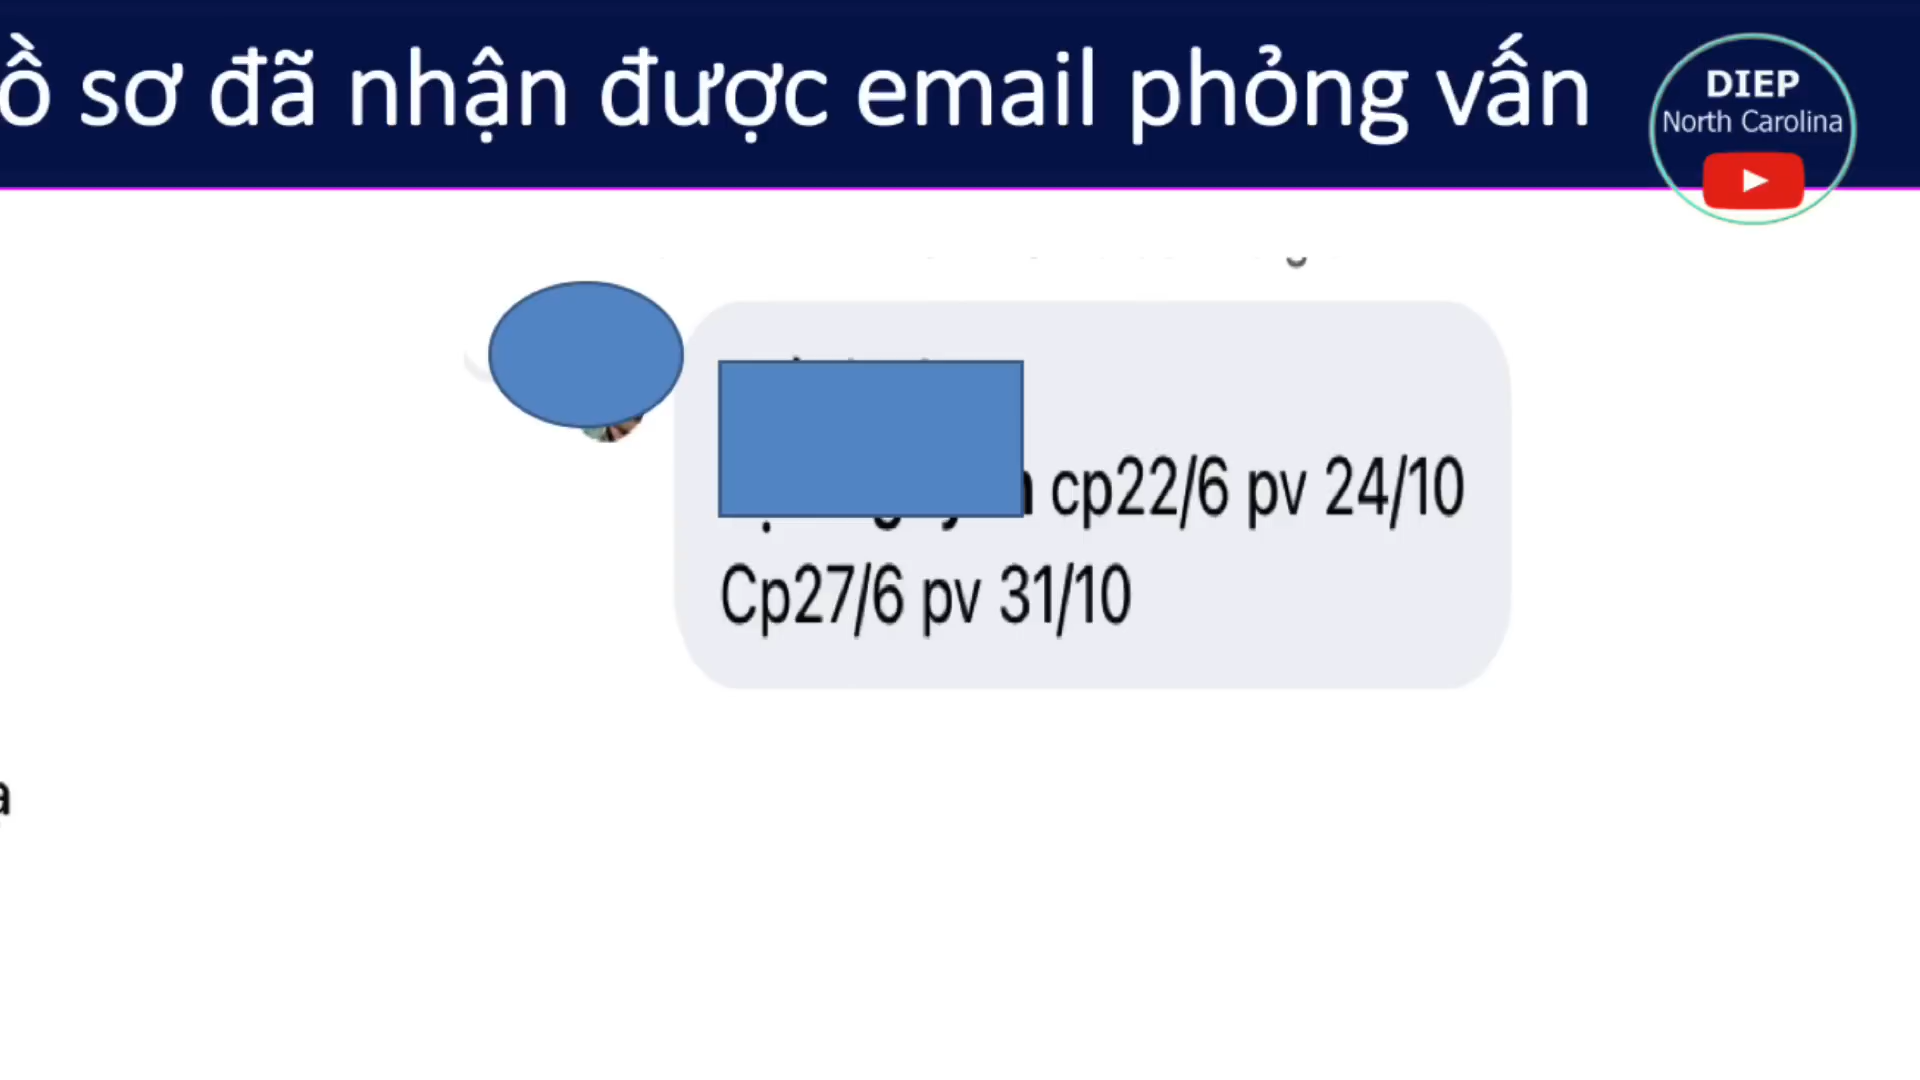 sơ đã nhận được email phỏng vấn
DIEP
North Carolina
cp22/6 pv 24/10
Cp27/6 pv 31/10